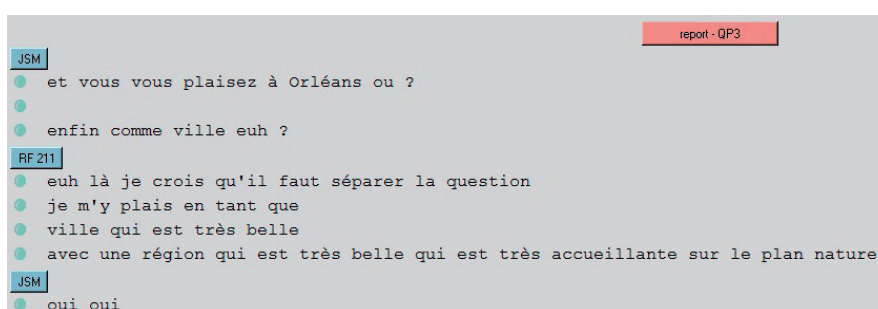 report - QP3
JSM
et vous vous plaisez à Orléans ou ?
enfin comme ville euh ?
RF 211
euh là je crois qu'il faut séparer la question
je m'y plais en tant que
ville qui est très belle
avec une région qui est très belle qui est très accueillante sur le plan nature
JSM
oui oui